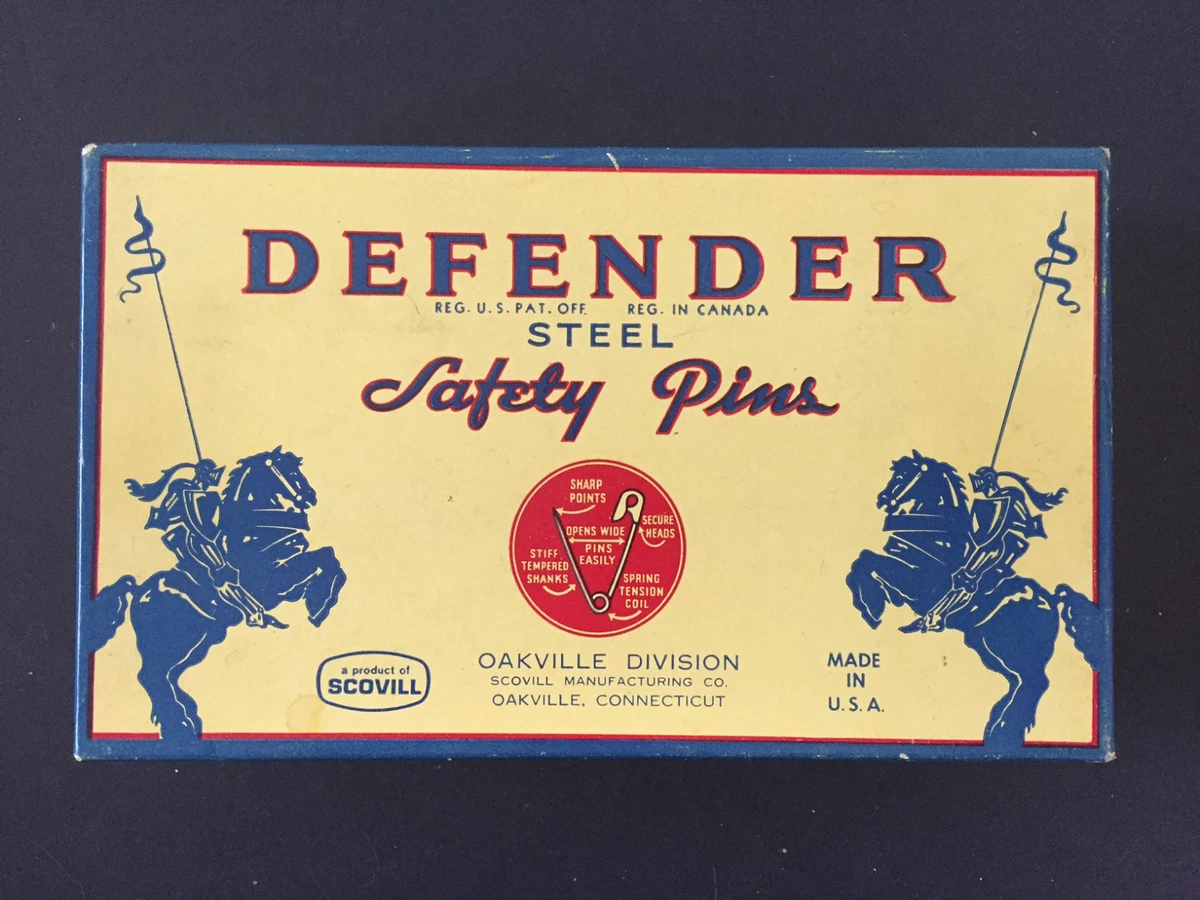 DEFENDER
REG. U.S. PAT. OFF. REG. IN CANADA
STEEL
Safety Pins
SHARP
POINTS
SECURE
HEADS
OPENS WIDE
PINS
EASILY
STIFF
TEMPERED
SHANKS
SPRING
TENSION
COIL
a product of
SCOVILL
OAKVILLE DIVISION
SCOVILL MANUFACTURING CO.
OAKVILLE, CONNECTICUT
MADE
IN
U.S.A.